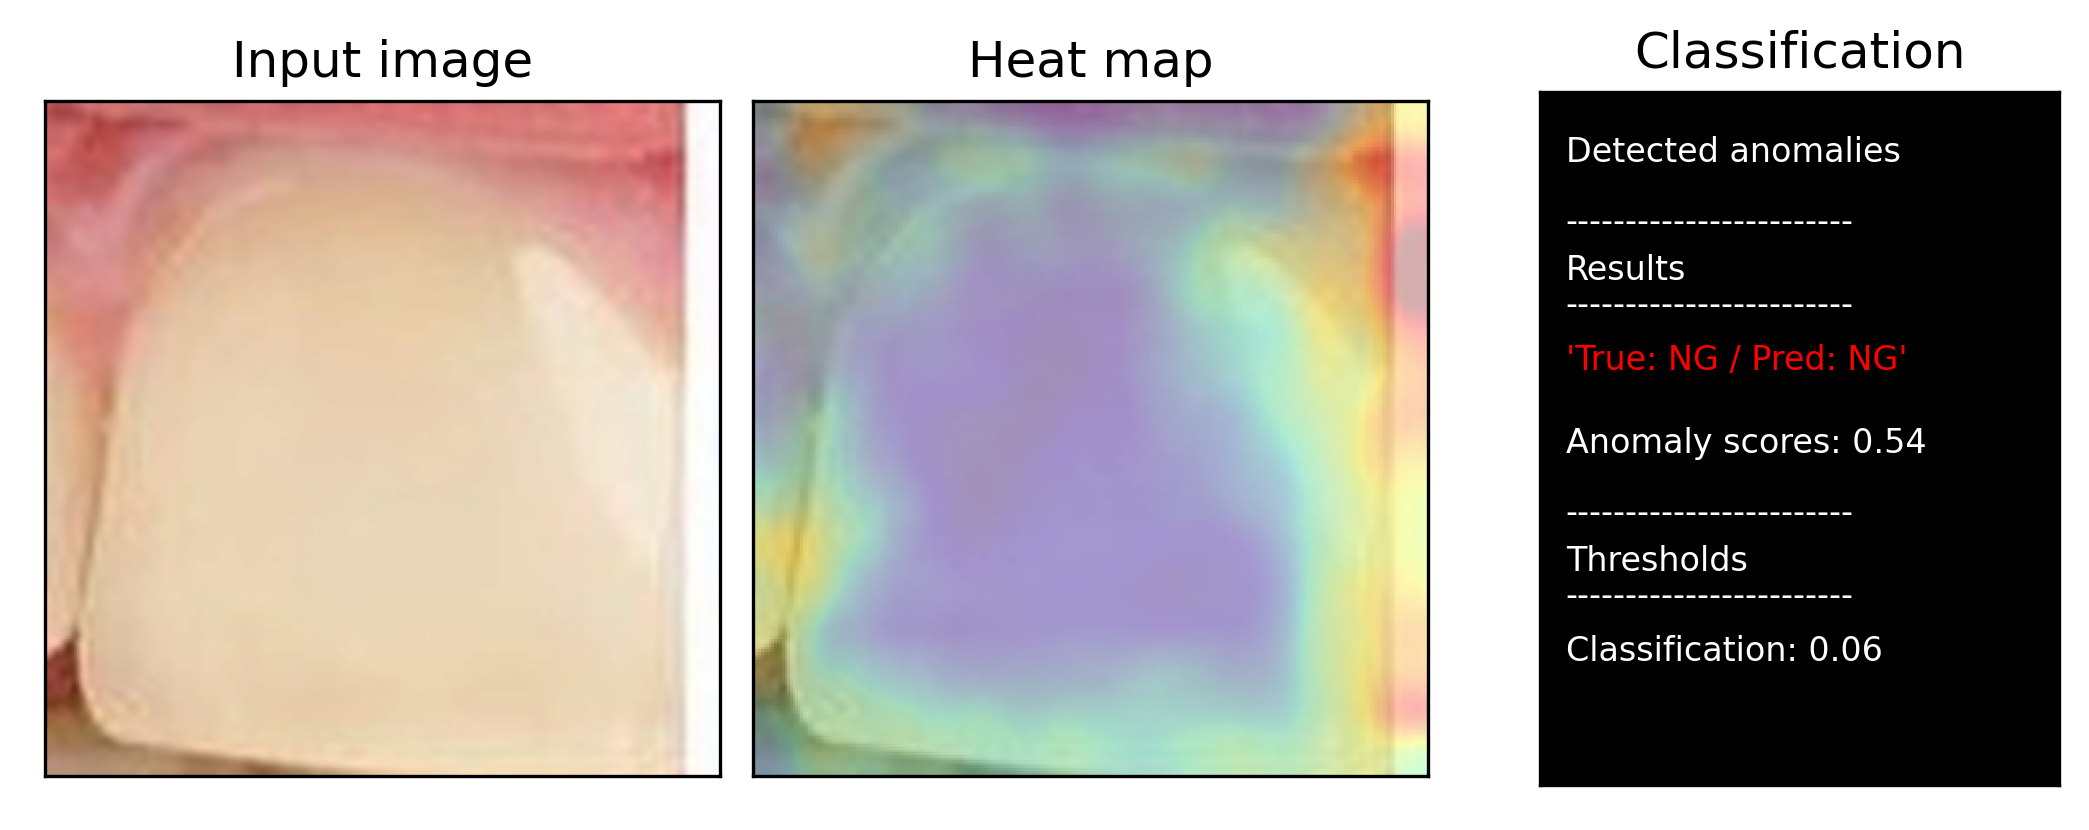 Input image
Heat map
Classification
Detected anomalies
------------------------
Results
------------------------
'True: NG / Pred: NG'
Anomaly scores: 0.54
------------------------
Thresholds
------------------------
Classification: 0.06